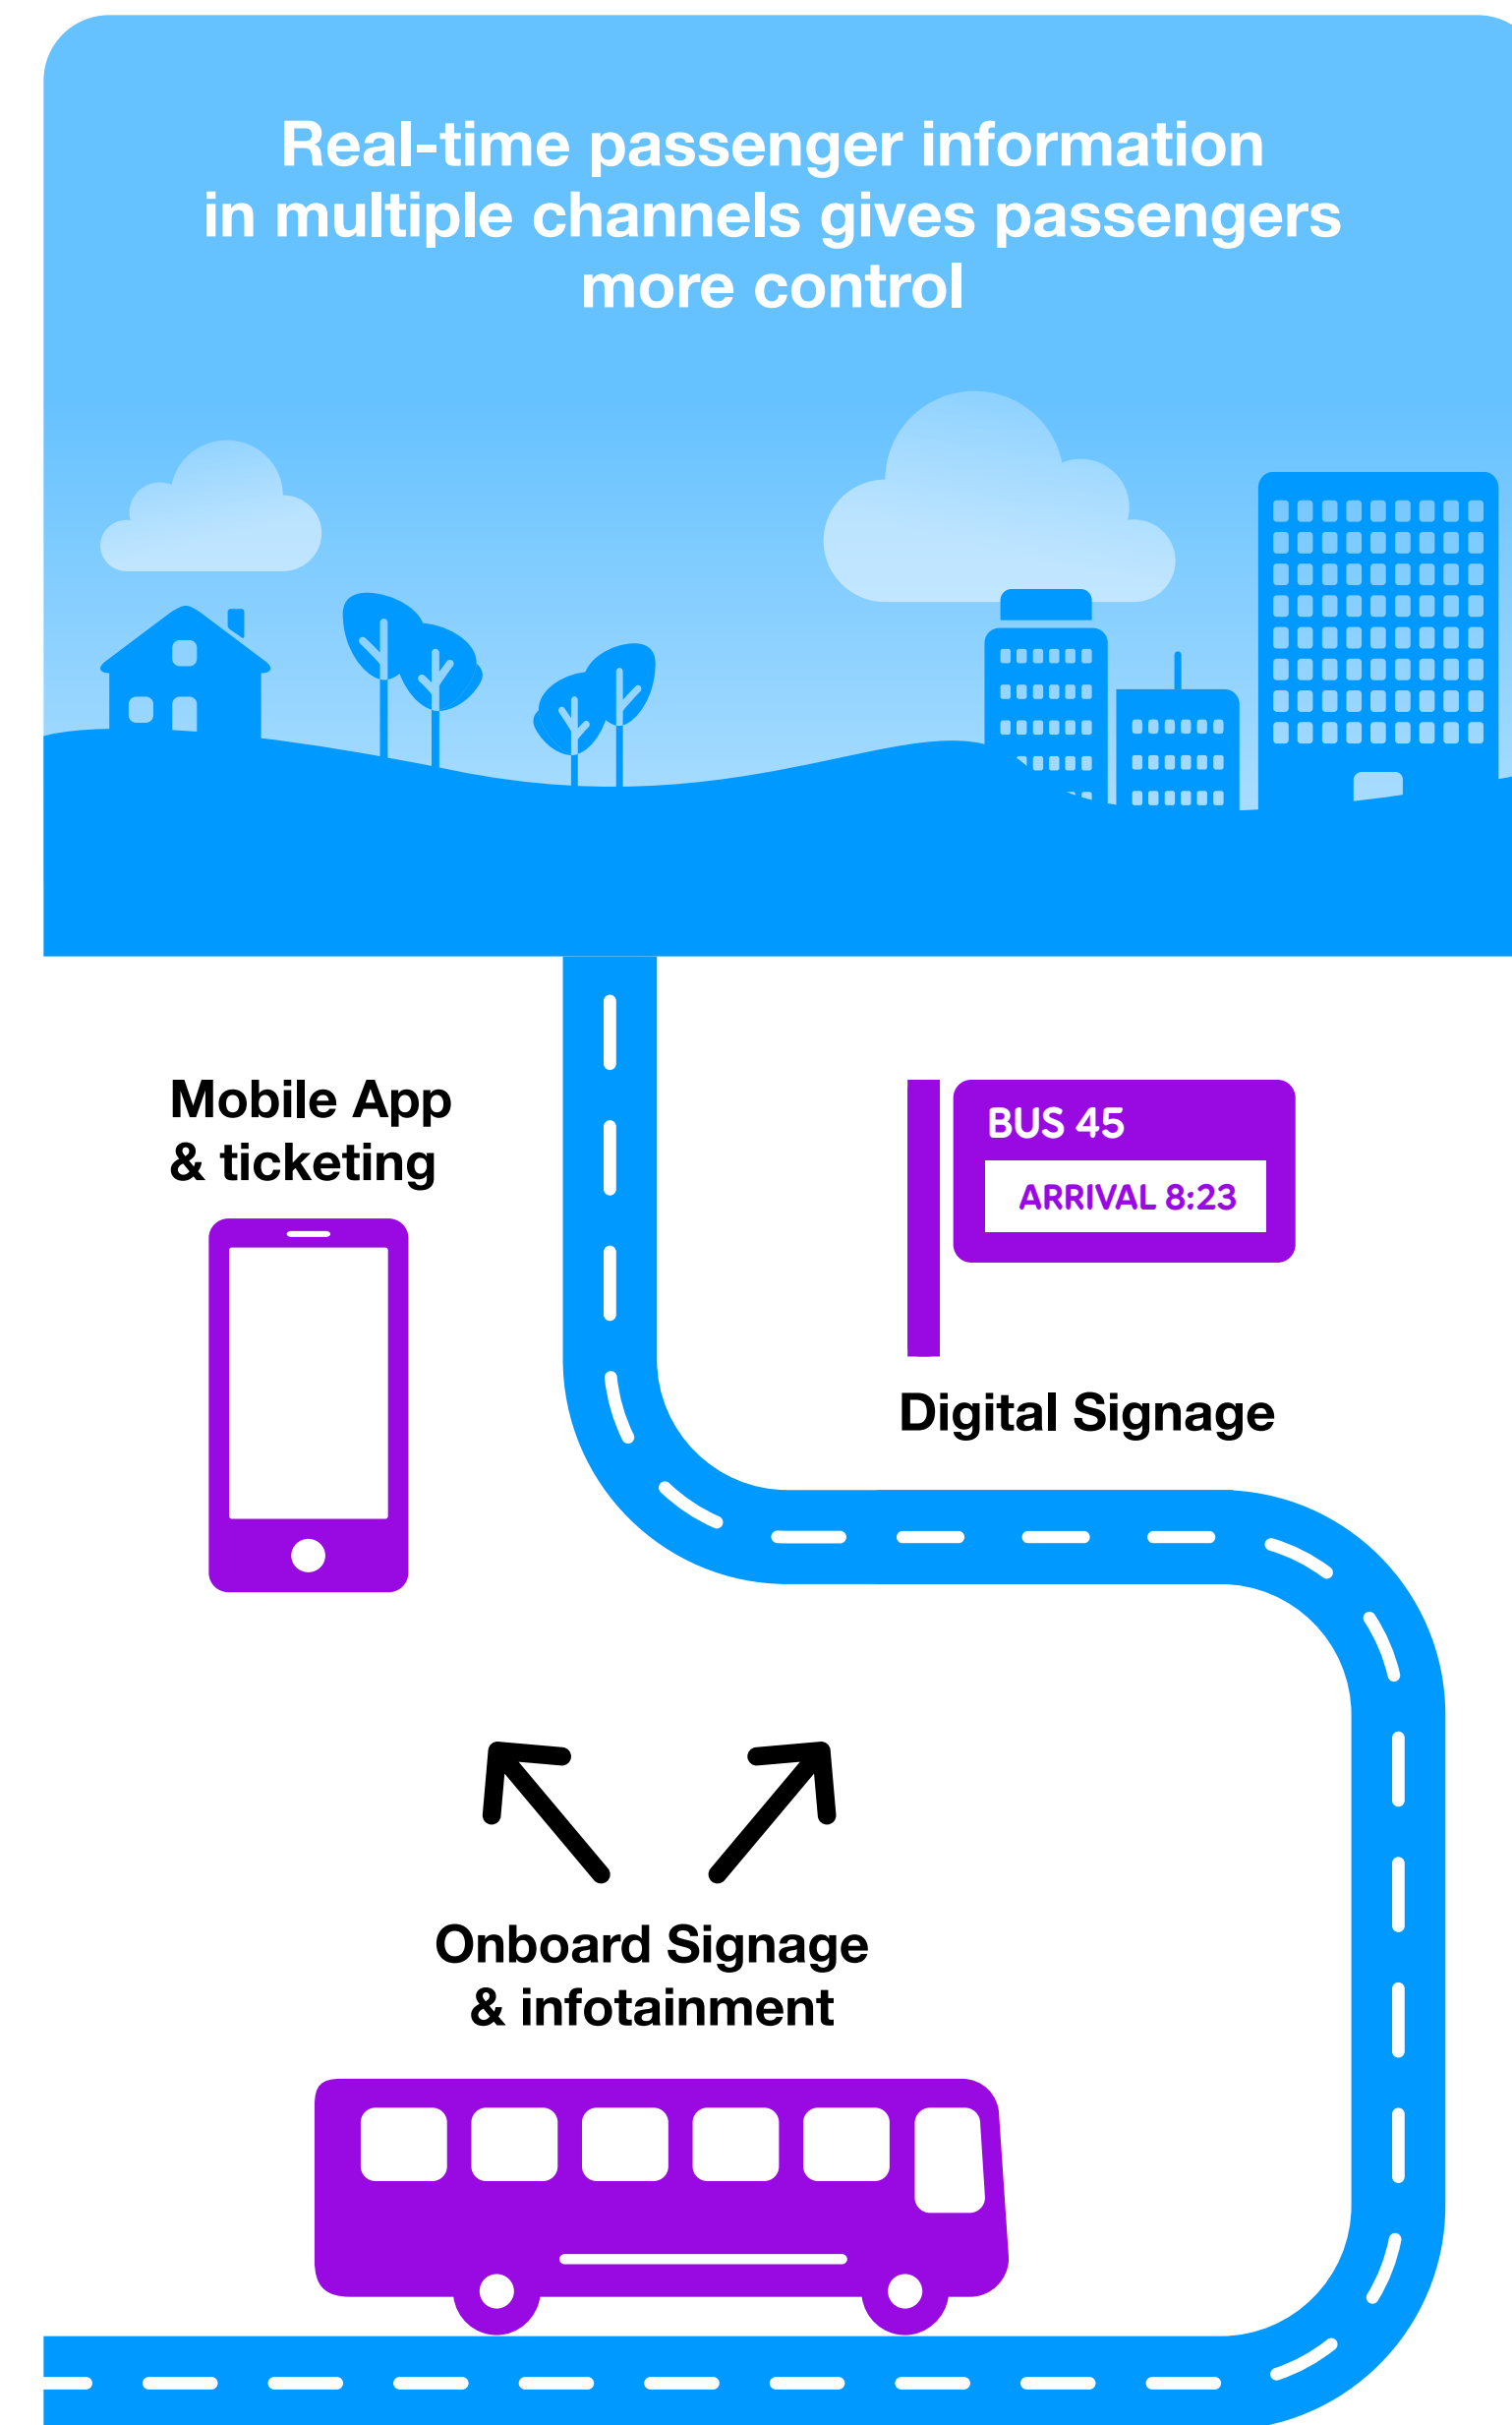 Real-time passenger information
in multiple channels gives passengers
more control
Mobile App
& ticketing
BUS 45
ARRIVAL 8:23
Digital Signage
Onboard Signage
& infotainment